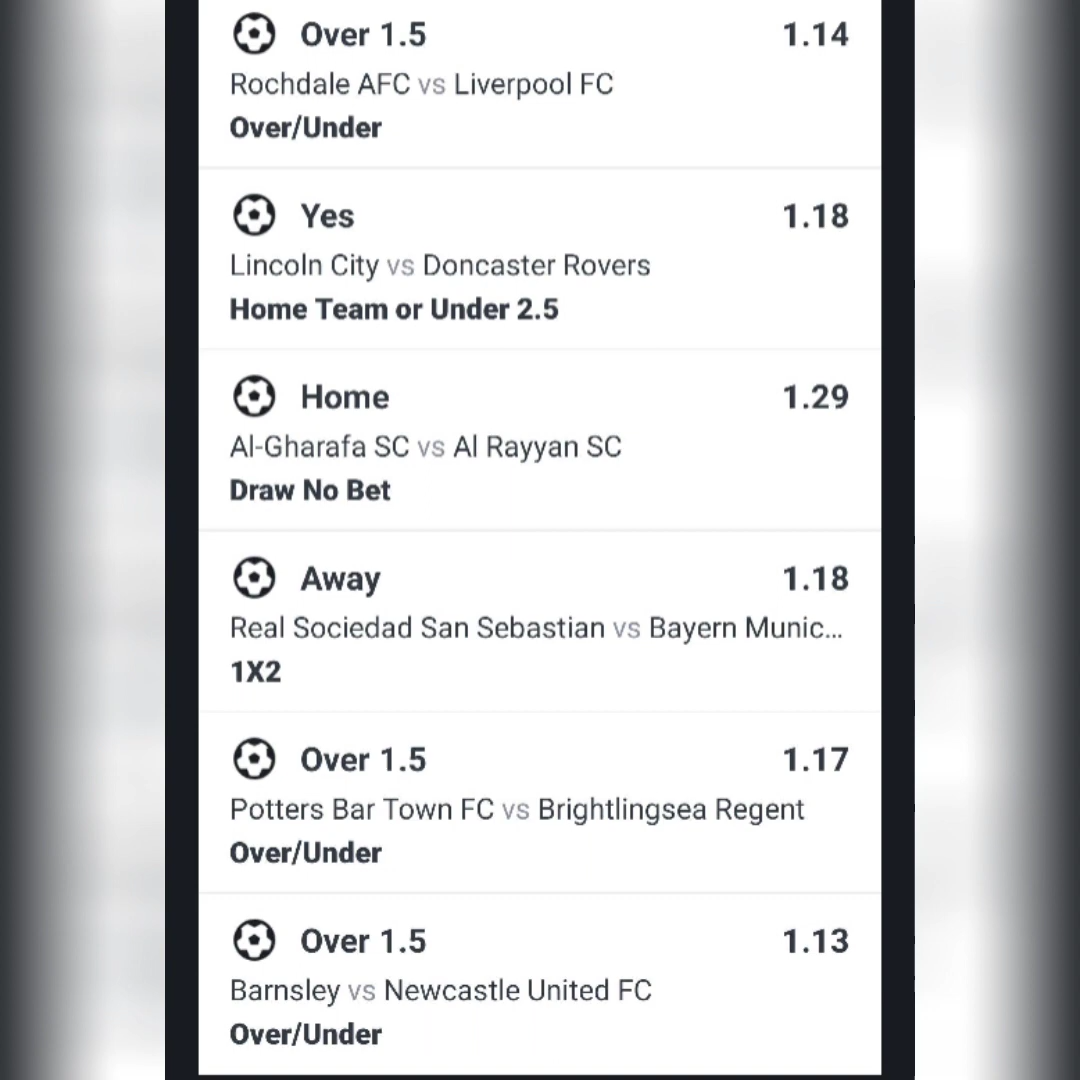 Over 1.5 1.14
Rochdale AFC vs Liverpool FC
Over/Under
Yes 1.18
Lincoln City vs Doncaster Rovers
Home Team or Under 2.5
Home 1.29
Al-Gharafa SC vs Al Rayyan SC
Draw No Bet
Away 1.18
Real Sociedad San Sebastian vs Bayern Munic...
1X2
Over 1.5 1.17
Potters Bar Town FC vs Brightlingsea Regent
Over/Under
Over 1.5 1.13
Barnsley vs Newcastle United FC
Over/Under